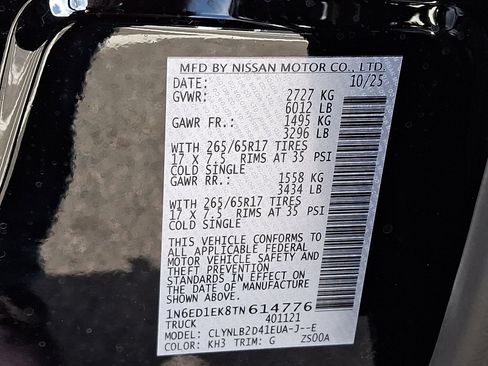 MFD BY NISSAN MOTOR CO., LTD.
DATE: 10/25
GVWR: 2727 KG
6012 LB
GAWR FR.: 1495 KG
3296 LB
WITH 265/65R17 TIRES
17 X 7.5 RIMS AT 35 PSI
COLD SINGLE
GAWR RR.: 1558 KG
3434 LB
WITH 265/65R17 TIRES
17 X 7.5 RIMS AT 35 PSI
COLD SINGLE
THIS VEHICLE CONFORMS TO
ALL APPLICABLE FEDERAL
MOTOR VEHICLE SAFETY AND
THEFT PREVENTION
STANDARDS IN EFFECT ON
THE DATE OF MANUFACTURE
SHOWN ABOVE.
1N6ED1EK8TN614776
TRUCK 401121
MODEL: CLYNLB2D41EUA-J--E
COLOR: KH3 TRIM: G ZS00A